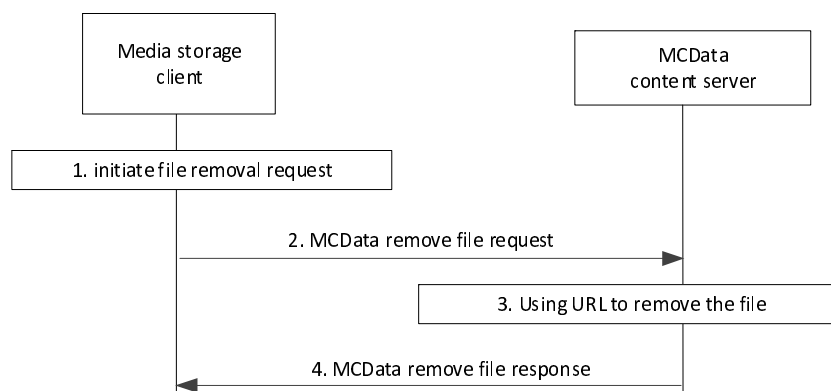 Media storage
client
MCData
content server
1. initiate file removal request
2. MCData remove file request
3. Using URL to remove the file
4. MCData remove file response